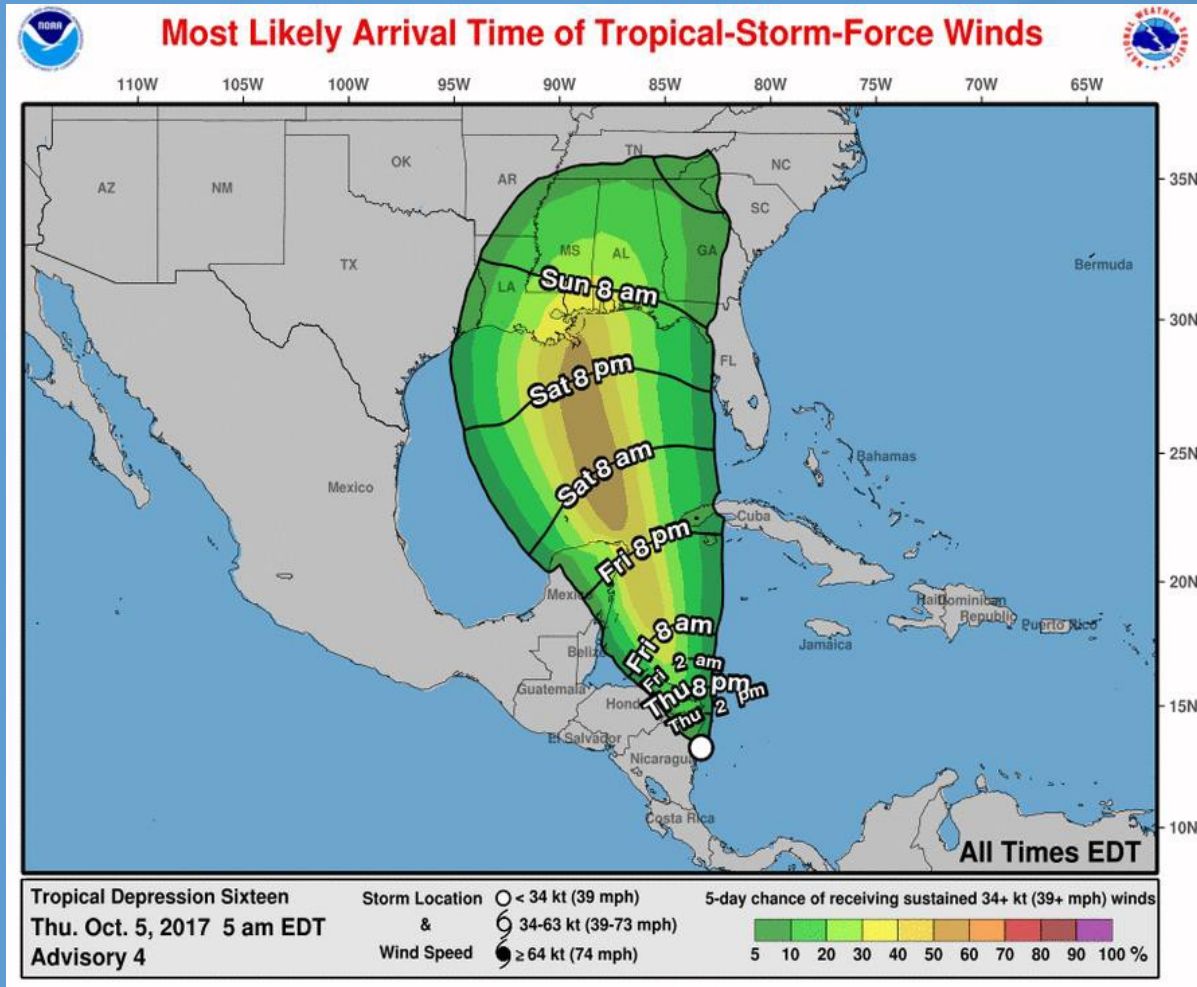 Most Likely Arrival Time of Tropical-Storm-Force Winds
NOAA
110W 105W 100W 95W 90W 85W 80W 75W 70W 65W
TN
OK
NC
AR
AZ
NM
35N
SC
MS
AL
GA
TX
Bermuda
LA
Sun 8 am
30N
FL
Sat 8 pm
25N
Bahamas
Sat 8 am
Mexico
Cuba
Fri 8 pm
20N
Mexico
Haiti
Dominican
Republic
Puerto Rico
Fri 8 am
Jamaica
Belize
Fri 2 am
Guatemala
Thu 8 pm
Thu 2 pm
15N
Hond
El Salvador
Nicaragua
Costa Rica
10N
All Times EDT
Tropical Depression Sixteen
Thu. Oct. 5, 2017 5 am EDT
Advisory 4
Storm Location
&
Wind Speed
< 34 kt (39 mph)
34-63 kt (39-73 mph)
≥ 64 kt (74 mph)
5-day chance of receiving sustained 34+ kt (39+ mph) winds
5 10 20 30 40 50 60 70 80 90 100 %